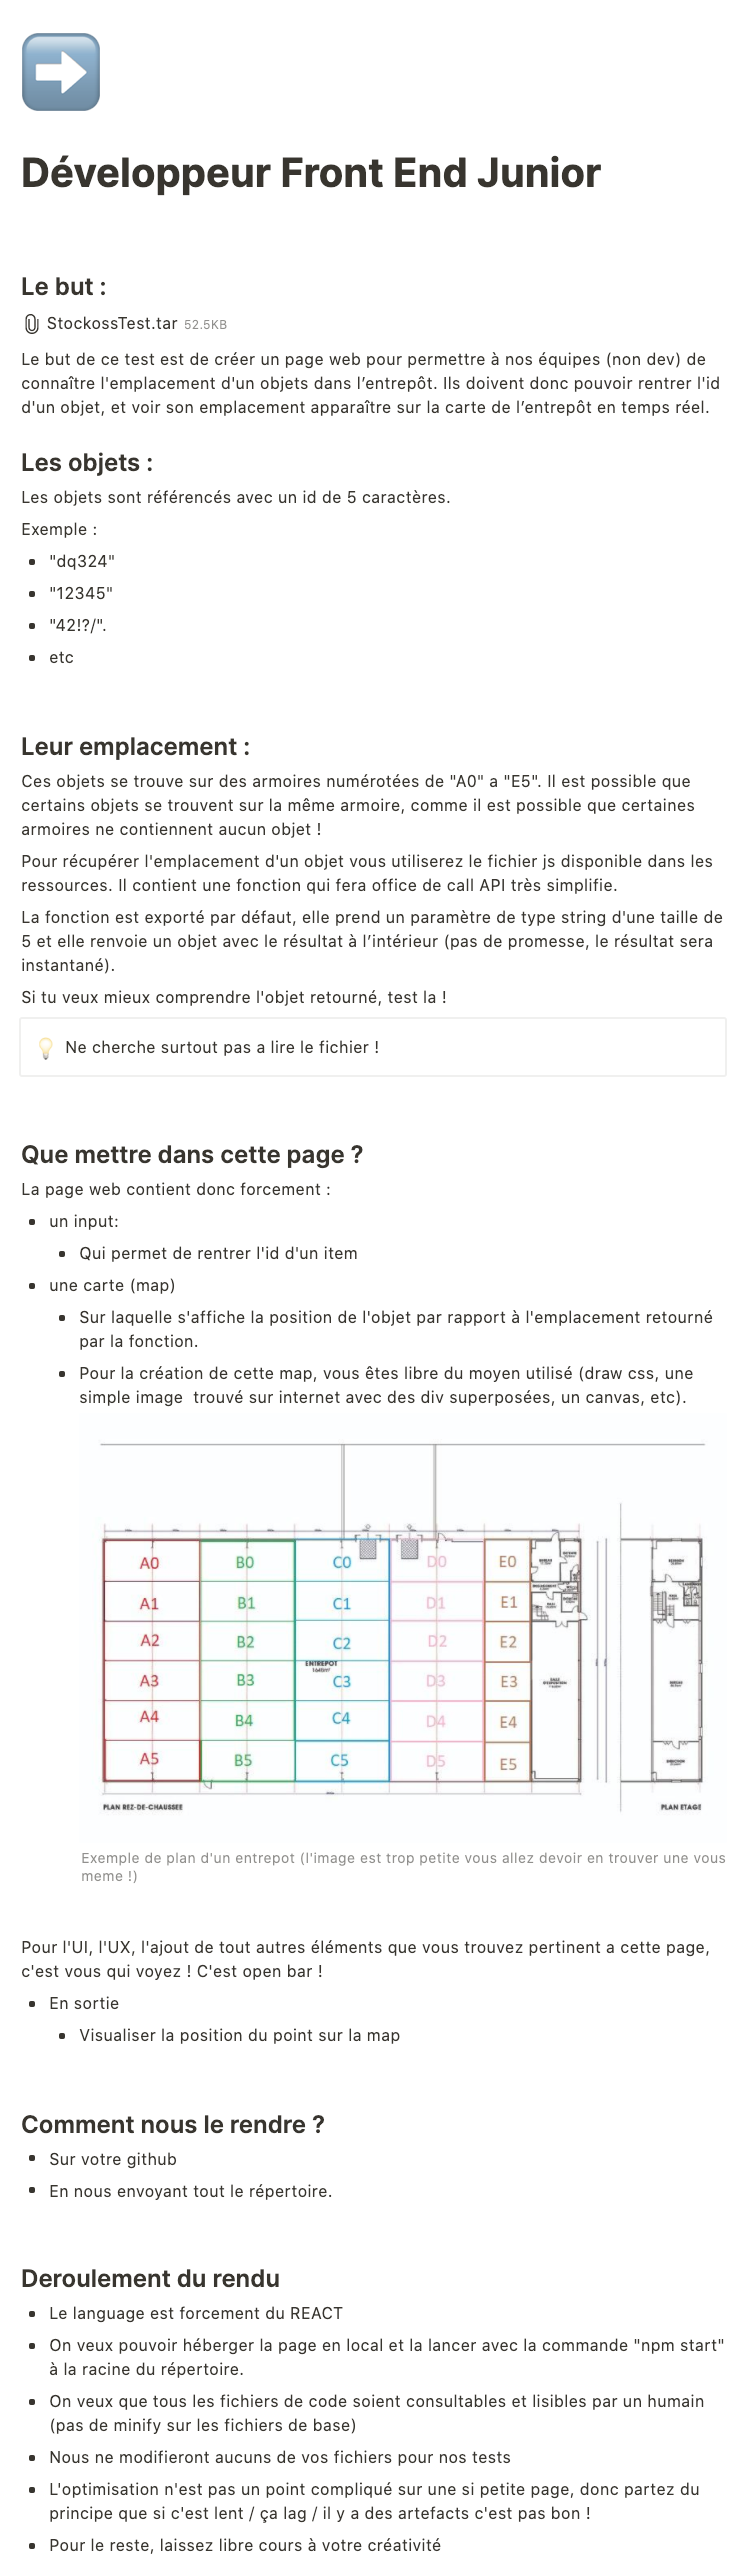 Développeur Front End Junior
Le but :
StockossTest.tar 52.5KB
Le but de ce test est de créer un page web pour permettre à nos équipes (non dev) de
connaître l'emplacement d'un objets dans l’entrepôt. Ils doivent donc pouvoir rentrer l'id
d'un objet, et voir son emplacement apparaître sur la carte de l’entrepôt en temps réel.
Les objets :
Les objets sont référencés avec un id de 5 caractères.
Exemple :
"dq324"
"12345"
"42!?/".
etc
Leur emplacement :
Ces objets se trouve sur des armoires numérotées de "A0" a "E5". Il est possible que
certains objets se trouvent sur la même armoire, comme il est possible que certaines
armoires ne contiennent aucun objet !
Pour récupérer l'emplacement d'un objet vous utiliserez le fichier js disponible dans les
ressources. Il contient une fonction qui fera office de call API très simplifie.
La fonction est exporté par défaut, elle prend un paramètre de type string d'une taille de
5 et elle renvoie un objet avec le résultat à l’intérieur (pas de promesse, le résultat sera
instantané).
Si tu veux mieux comprendre l'objet retourné, test la !
Ne cherche surtout pas a lire le fichier !
Que mettre dans cette page ?
La page web contient donc forcement :
un input:
Qui permet de rentrer l'id d'un item
une carte (map)
Sur laquelle s'affiche la position de l'objet par rapport à l'emplacement retourné
par la fonction.
Pour la création de cette map, vous êtes libre du moyen utilisé (draw css, une
simple image  trouvé sur internet avec des div superposées, un canvas, etc).
A0 B0 C0 D0 E0
A1 B1 C1 D1 E1
A2 B2 C2 D2 E2
ENTREPOT
A3 B3 C3 D3 E3
A4 B4 C4 D4 E4
A5 B5 C5 D5 E5
PLAN REZ-DE-CHAUSSEE PLAN ETAGE
Exemple de plan d'un entrepot (l'image est trop petite vous allez devoir en trouver une vous
meme !)
Pour l'UI, l'UX, l'ajout de tout autres éléments que vous trouvez pertinent a cette page,
c'est vous qui voyez ! C'est open bar !
En sortie
Visualiser la position du point sur la map
Comment nous le rendre ?
Sur votre github
En nous envoyant tout le répertoire.
Deroulement du rendu
Le language est forcement du REACT
On veux pouvoir héberger la page en local et la lancer avec la commande "npm start"
à la racine du répertoire.
On veux que tous les fichiers de code soient consultables et lisibles par un humain
(pas de minify sur les fichiers de base)
Nous ne modifieront aucuns de vos fichiers pour nos tests
L'optimisation n'est pas un point compliqué sur une si petite page, donc partez du
principe que si c'est lent / ça lag / il y a des artefacts c'est pas bon !
Pour le reste, laissez libre cours à votre créativité